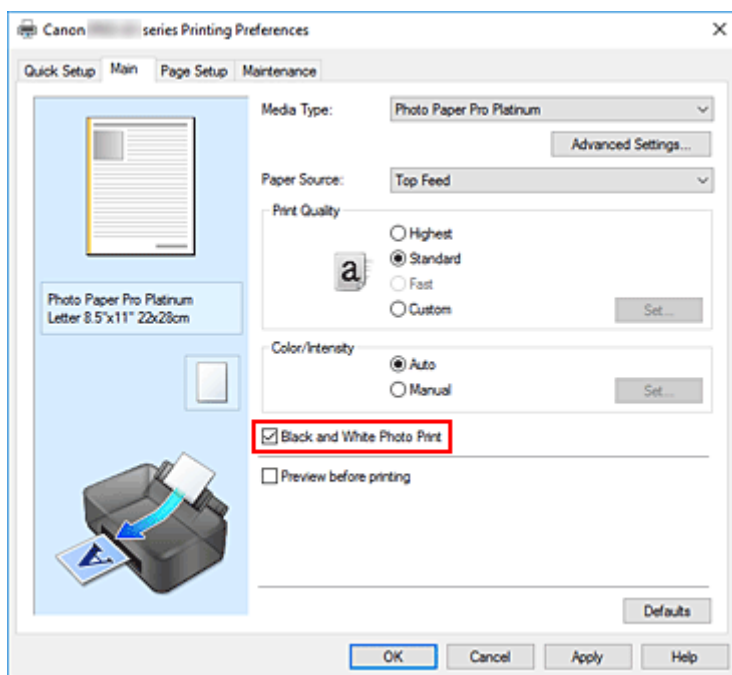 Canon series Printing Preferences
Quick Setup Main Page Setup Maintenance
Media Type: Photo Paper Pro Platinum
Advanced Settings...
Paper Source: Top Feed
Print Quality
Highest
a
Standard
Fast
Custom Set...
Photo Paper Pro Platinum
Letter 8.5"x11" 22x28cm
Color/Intensity
Auto
Manual Set...
Black and White Photo Print
Preview before printing
A
Defaults
OK Cancel Apply Help